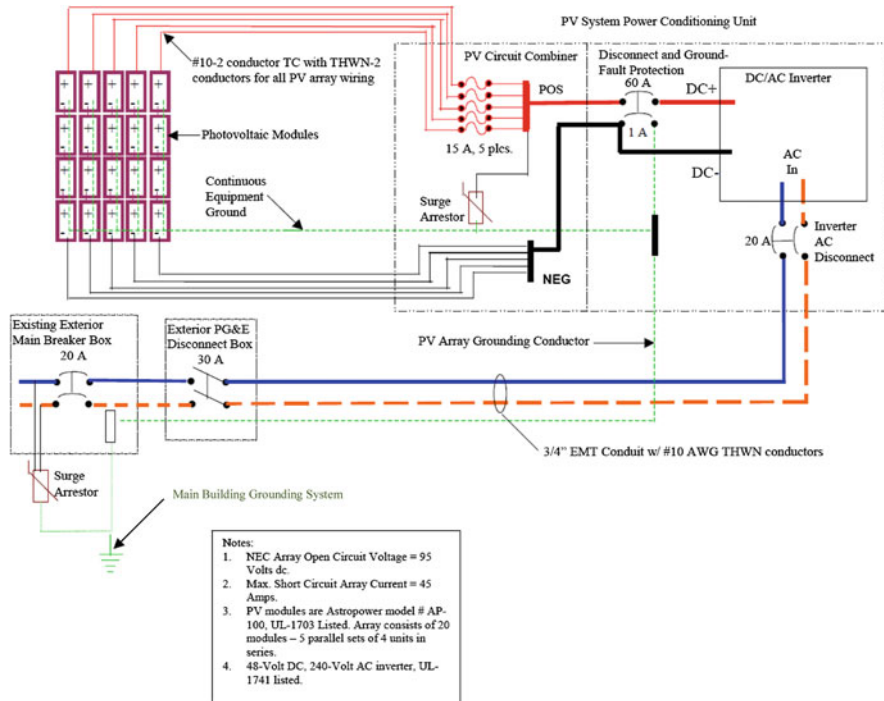 PV System Power Conditioning Unit
#10-2 conductor TC with THWN-2
conductors for all PV array wiring
PV Circuit Combiner
Disconnect and Ground-
Fault Protection
60 A
DC/AC Inverter
POS
DC+
Photovoltaic Modules
15 A, 5 plcs.
1 A
DC-
AC
In
Continuous
Equipment
Ground
Surge
Arrestor
20 A
Inverter
AC
Disconnect
NEG
Existing Exterior
Main Breaker Box
20 A
Exterior PG&E
Disconnect Box
30 A
PV Array Grounding Conductor
3/4" EMT Conduit w/ #10 AWG THWN conductors
Surge
Arrestor
Main Building Grounding System
Notes:
1. NEC Array Open Circuit Voltage = 95
Volts dc.
2. Max. Short Circuit Array Current = 45
Amps.
3. PV modules are Astropower model # AP-
100, UL-1703 Listed. Array consists of 20
modules – 5 parallel sets of 4 units in
series.
4. 48-Volt DC, 240-Volt AC inverter, UL-
1741 listed.